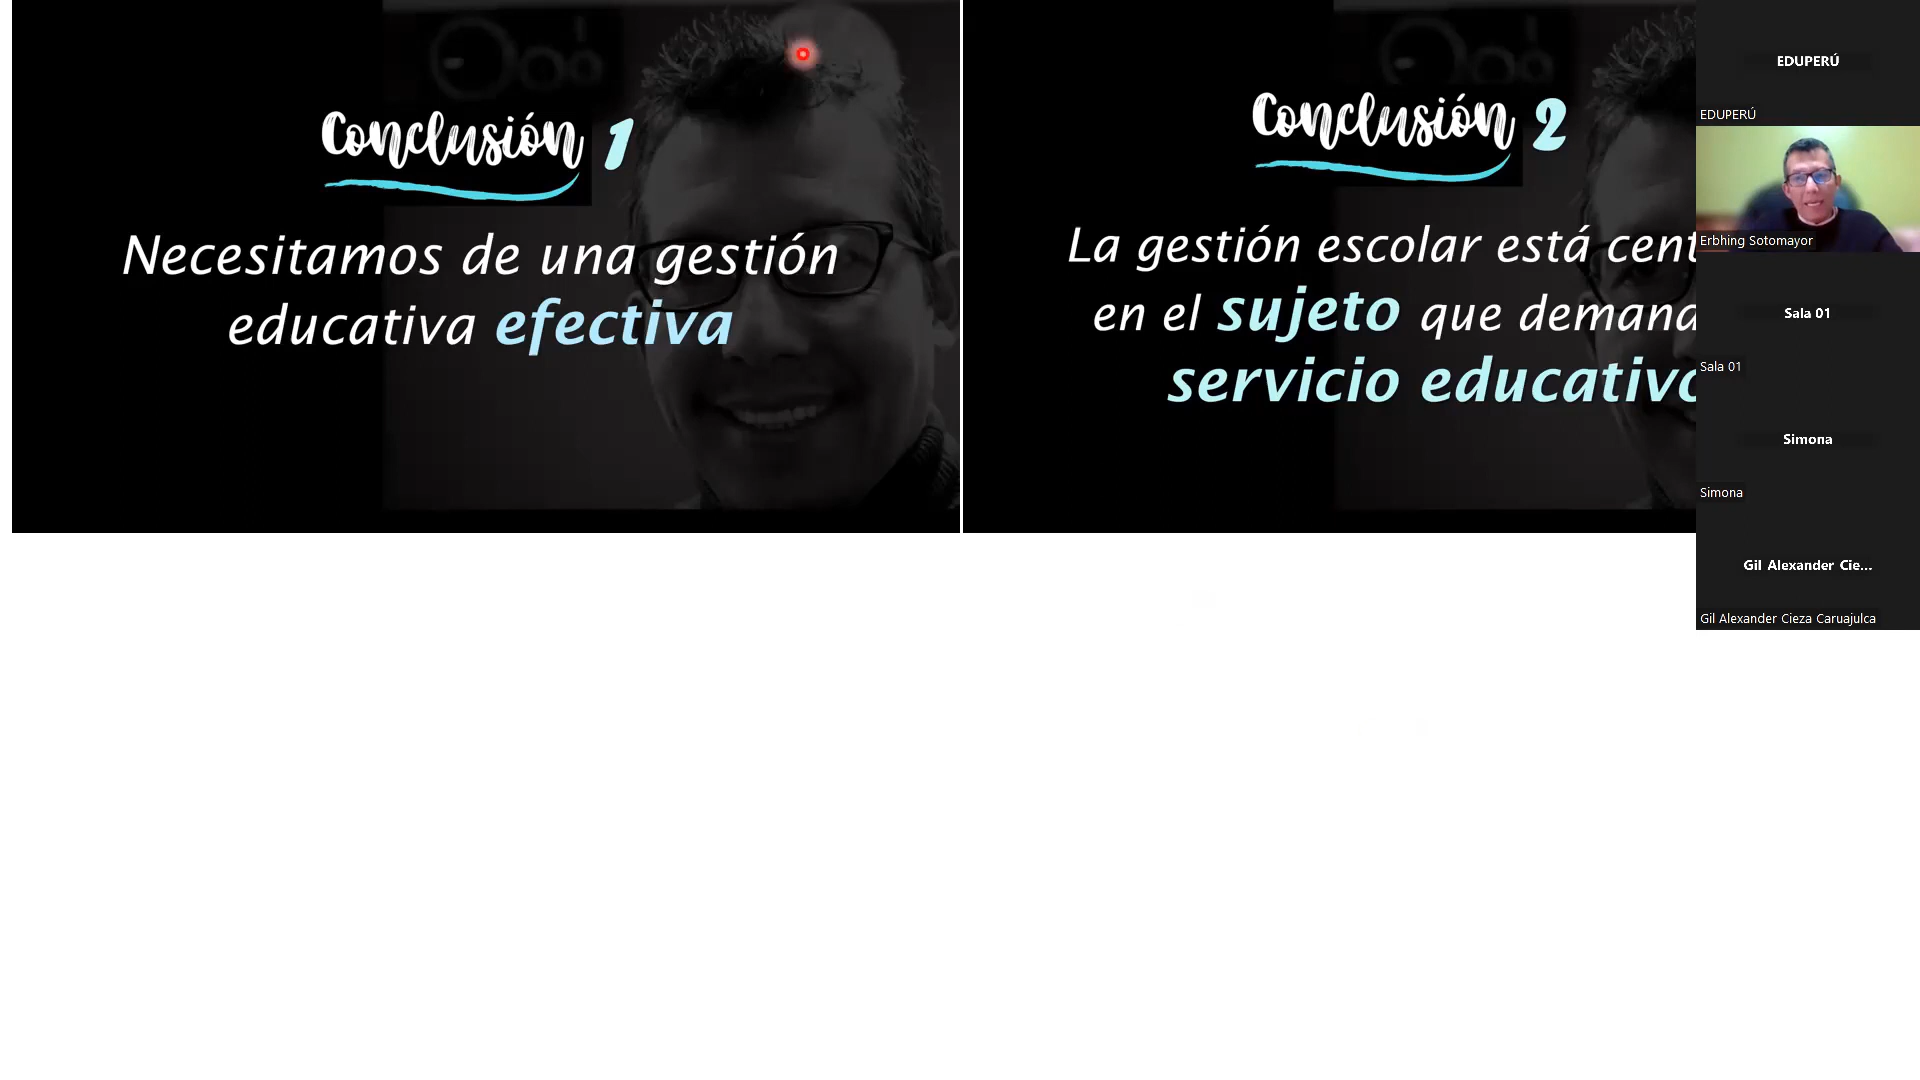 Conclusión 1
Necesitamos de una gestión
educativa efectiva
Conclusión 2
La gestión escolar está cent
en el sujeto que demand
servicio educativo
EDUPERÚ
EDUPERÚ
Erbhing Sotomayor
Sala 01
Sala 01
Simona
Simona
Gil Alexander Cie...
Gil Alexander Cieza Caruajulca